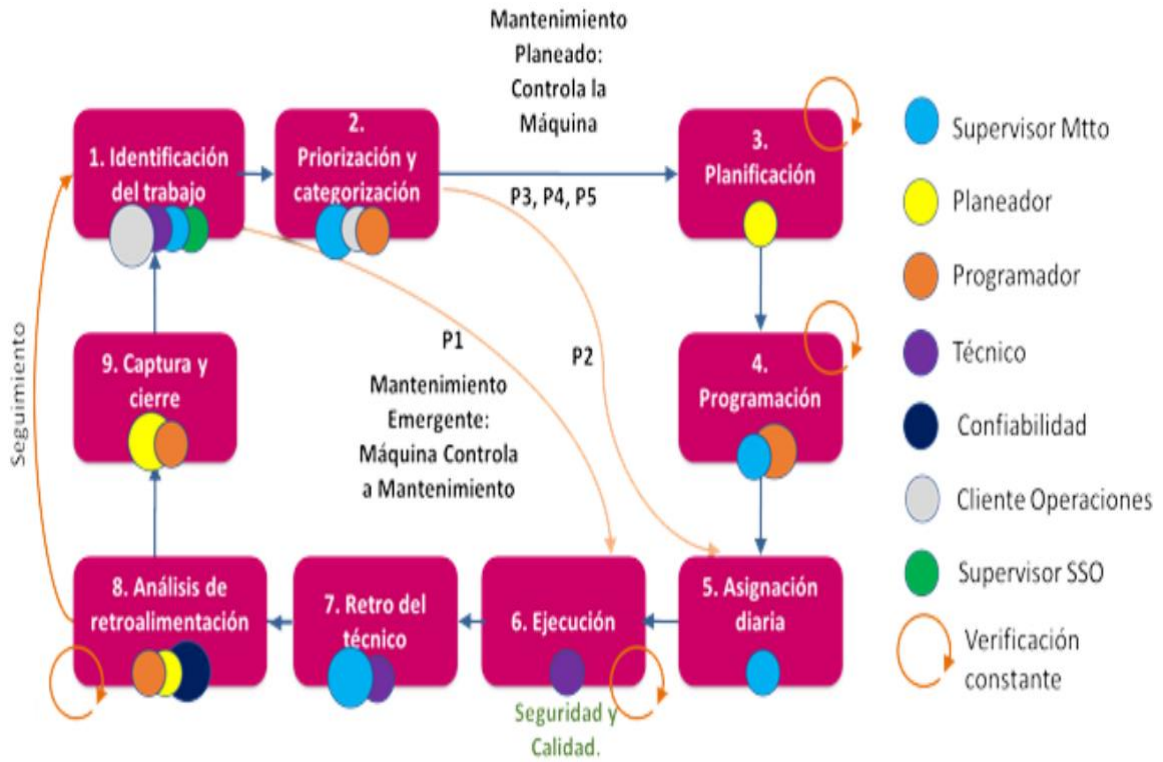 Mantenimiento
Planeado:
Controla la
Máquina
1. Identificación
del trabajo
2.
Priorización y
categorización
P3, P4, P5
3.
Planificación
Supervisor Mtto
Planeador
Programador
Técnico
Confiabilidad
Cliente Operaciones
Supervisor SSO
Verificación
constante
9. Captura y
cierre
P1
Mantenimiento
Emergente:
Máquina Controla
a Mantenimiento
P2
4.
Programación
Seguimiento
8. Análisis de
retroalimentación
7. Retro del
técnico
6. Ejecución
5. Asignación
diaria
Seguridad y
Calidad.